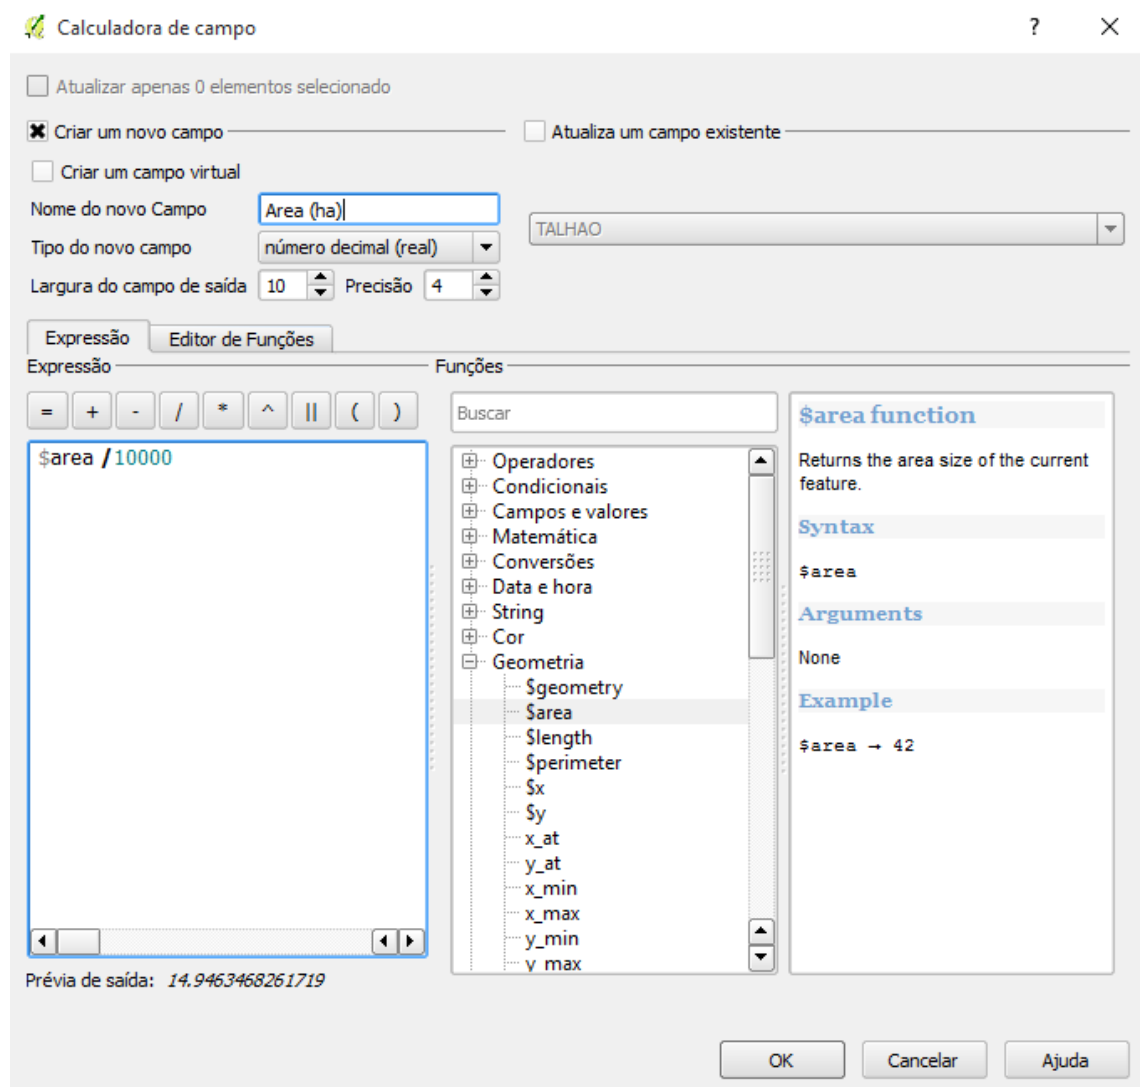 Calculadora de campo ?
Atualizar apenas 0 elementos selecionado
Criar um novo campo
Atualiza um campo existente
Criar um campo virtual
Nome do novo Campo Area (ha)
TALHAO
Tipo do novo campo número decimal (real)
Largura do campo de saída 10 Precisão 4
Expressão Editor de Funções
Expressão
Funções
= + - / * ^ || ( )
$area /10000
Prévia de saída: 14.9463468261719
Buscar
Operadores
Condicionais
Campos e valores
Matemática
Conversões
Data e hora
String
Cor
Geometria
$geometry
$area
$length
$perimeter
$x
$y
x_at
y_at
x_min
x_max
y_min
y_max
$area function
Returns the area size of the current
feature.
Syntax
$area
Arguments
None
Example
$area → 42
OK Cancelar Ajuda